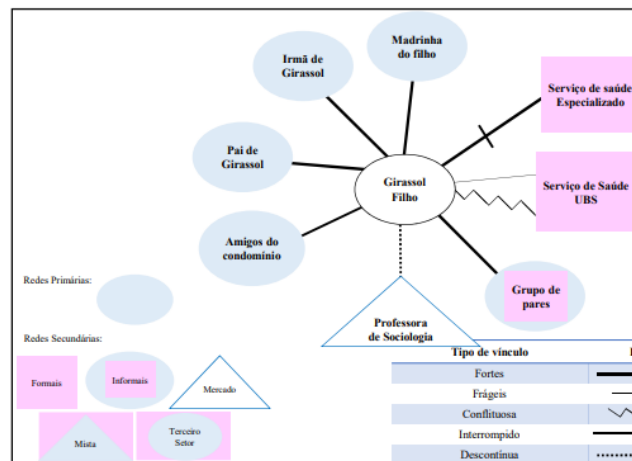 Madrinha
do filho
Irmã de
Girassol
Serviço de saúde
Especializado
Pai de
Girassol
Girassol
Filho
Serviço de Saúde
UBS
Amigos do
condomínio
Grupo de
pares
Professora
de Sociologia
Redes Primárias:
Redes Secundárias:
Formais
Informais
Mercado
Mista
Terceiro
Setor
Tipo de vínculo
Fortes
Frágeis
Conflituosa
Interrompido
Descontínua